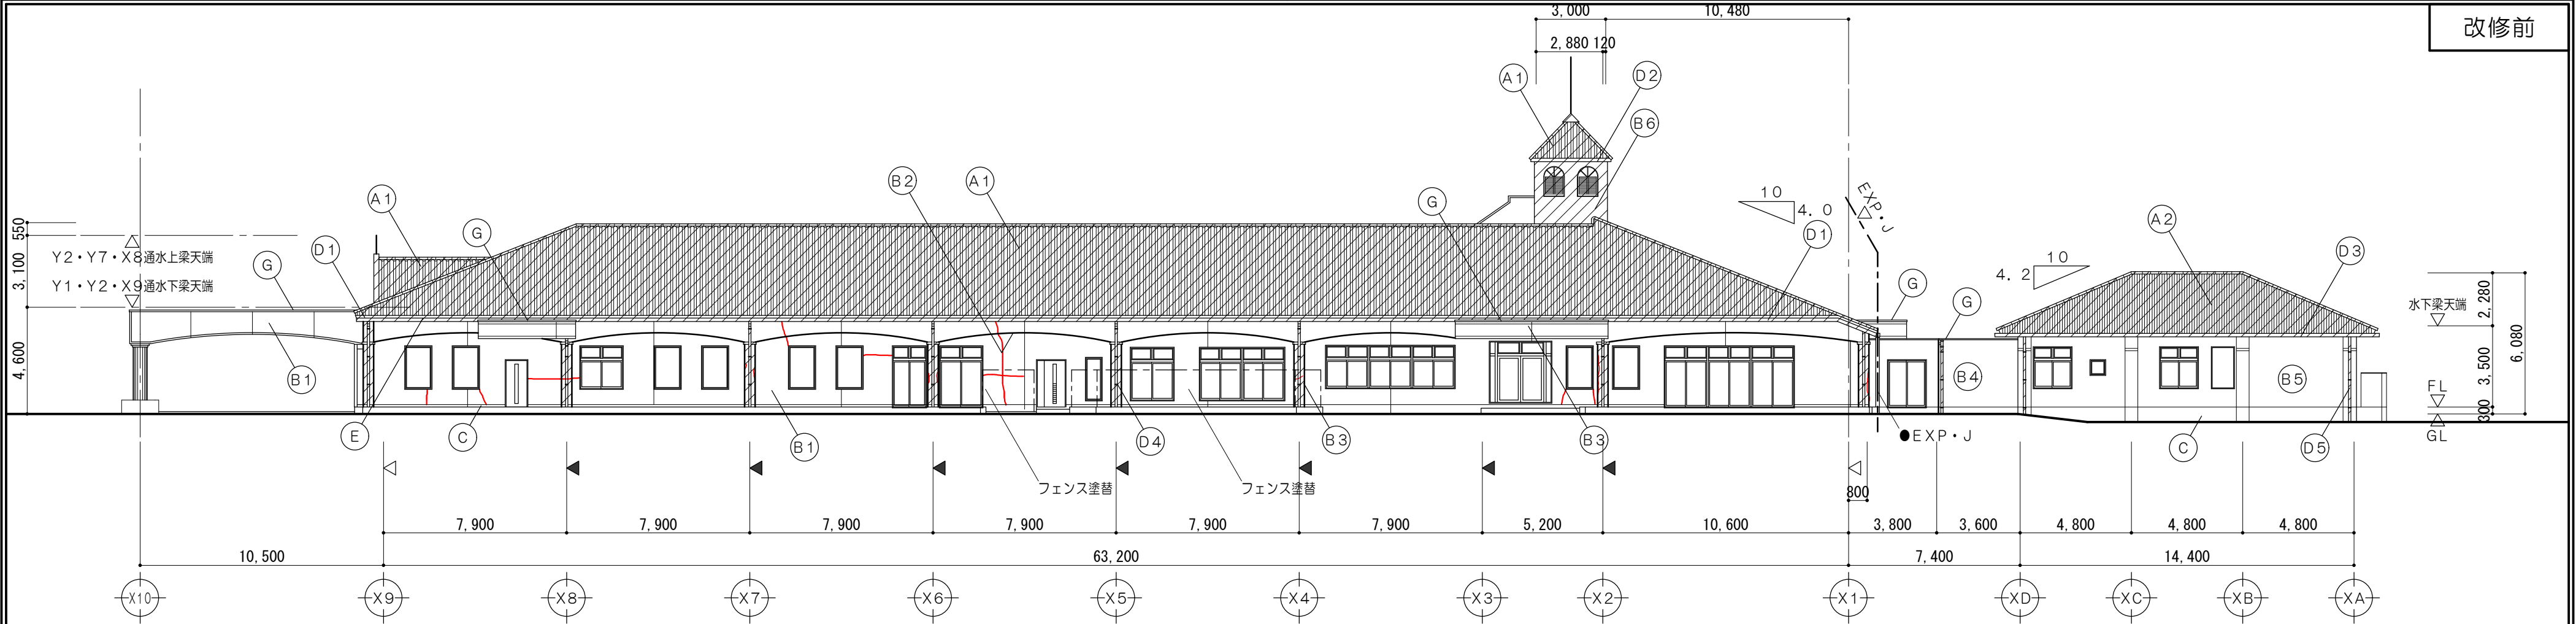 改修前
3,000
10,480
2,880
120
A1
D2
B6
B2
A1
A1
G
G
10
4.0
EXP・J
A2
550
3,100
Y2・Y7・X8通水上梁天端
Y1・Y2・X9通水下梁天端
D1
G
D1
10
4.2
D3
G
G
水下梁天端
2,280
6,080
4,600
B1
B4
B5
3,500
FL
300
GL
E
C
B1
D4
B3
B3
●EXP・J
C
D5
フェンス塗替
フェンス塗替
800
7,900
7,900
7,900
7,900
7,900
7,900
5,200
10,600
3,800
3,600
4,800
4,800
4,800
10,500
63,200
7,400
14,400
X10
X9
X8
X7
X6
X5
X4
X3
X2
X1
XD
XC
XB
XA